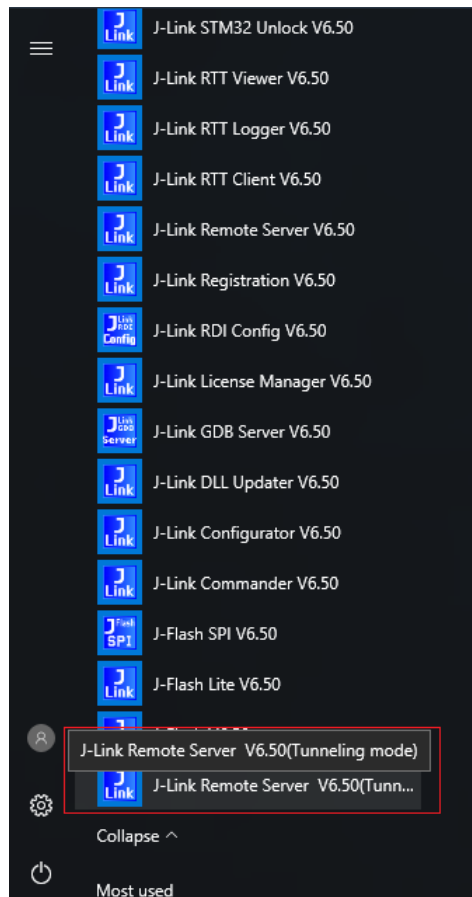 J-Link STM32 Unlock V6.50
J-Link RTT Viewer V6.50
J-Link RTT Logger V6.50
J-Link RTT Client V6.50
J-Link Remote Server V6.50
J-Link Registration V6.50
J-Link RDI Config V6.50
J-Link License Manager V6.50
J-Link GDB Server V6.50
J-Link DLL Updater V6.50
J-Link Configurator V6.50
J-Link Commander V6.50
J-Flash SPI V6.50
J-Flash Lite V6.50
J-Link Remote Server  V6.50(Tunneling mode)
J-Link Remote Server  V6.50(Tunn...
Collapse
Most used